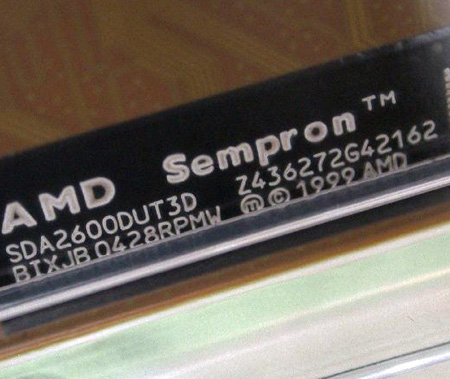 AMD Sempron™
SDA2600DUT3D Z436272G42162
BIXJB 0428RPMW ⓜ © 1999 AMD